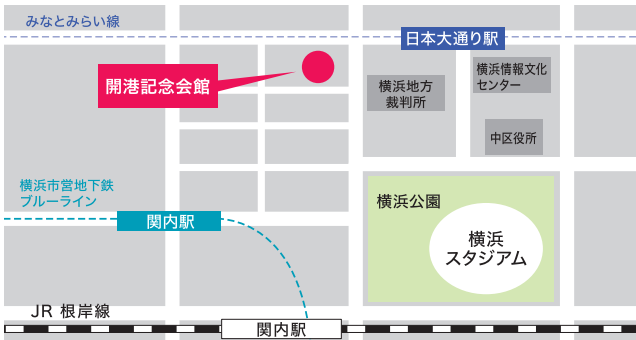 みなとみらい線
日本大通り駅
開港記念会館
横浜地方
裁判所
横浜情報文化
センター
中区役所
横浜市営地下鉄
ブルーライン
関内駅
横浜公園
横浜
スタジアム
JR 根岸線
関内駅